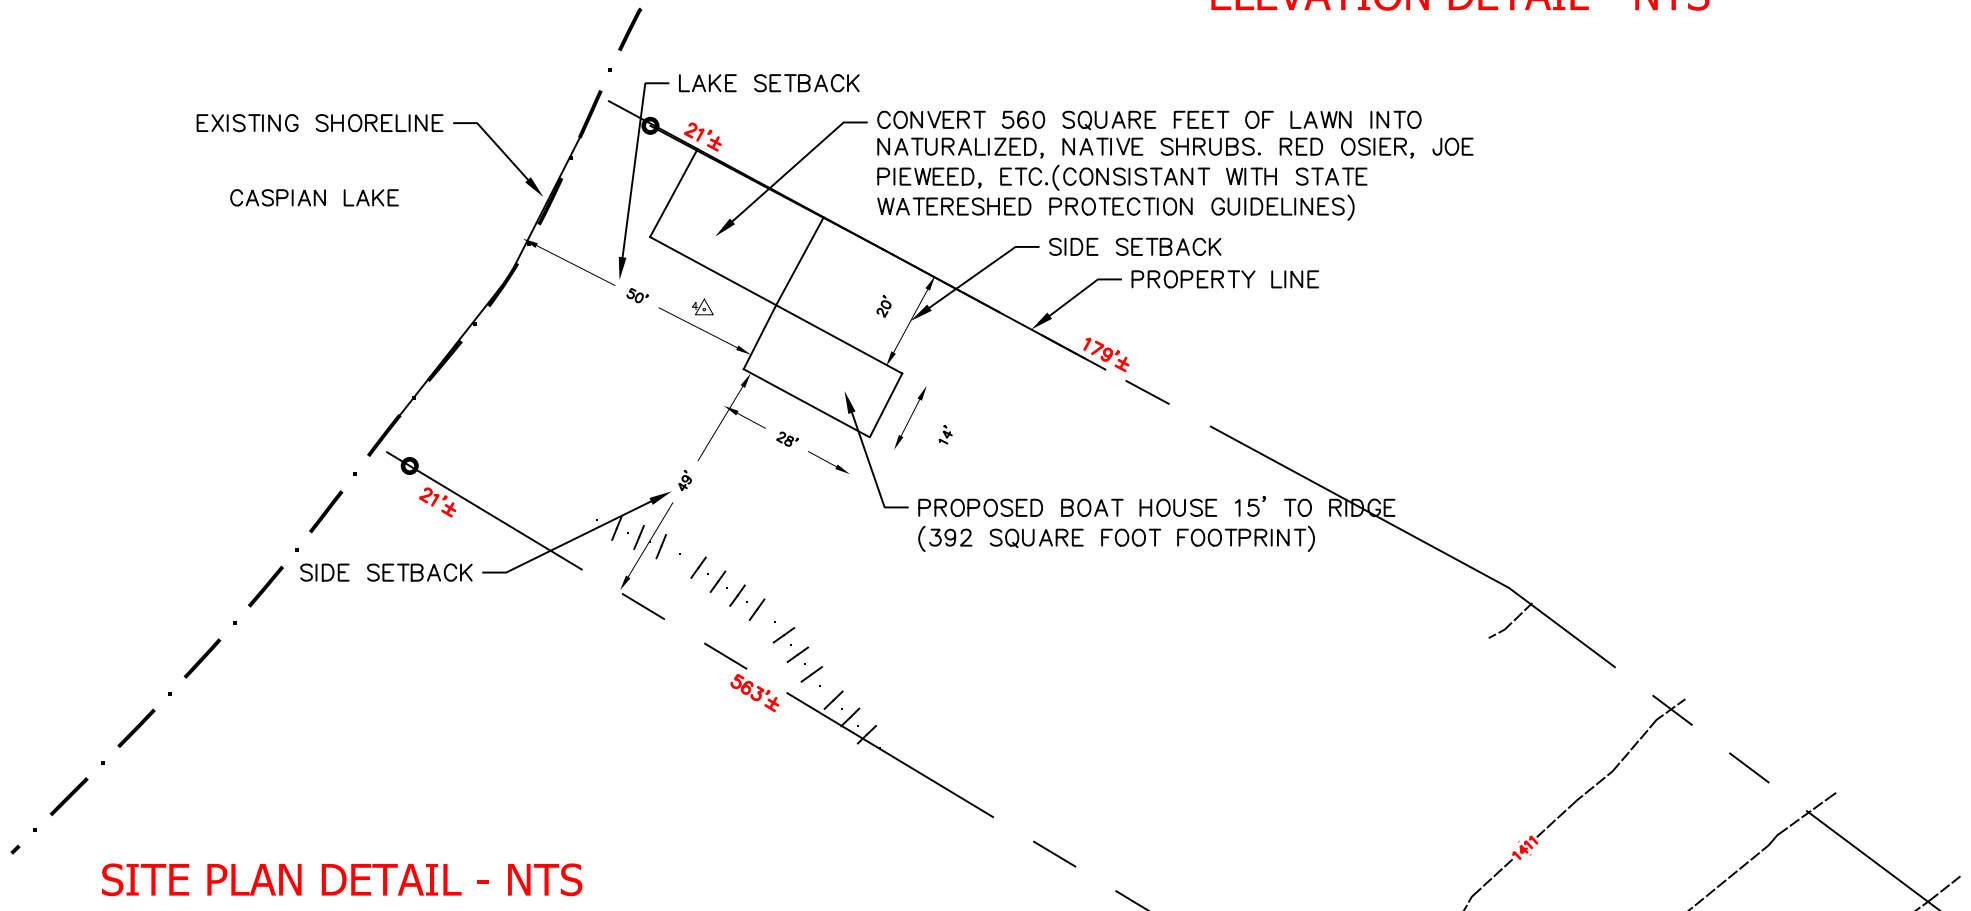 ELEVATION DETAIL - NTS
LAKE SETBACK
EXISTING SHORELINE
CASPIAN LAKE
21'±
CONVERT 560 SQUARE FEET OF LAWN INTO
NATURALIZED, NATIVE SHRUBS. RED OSIER, JOE
PIEWEED, ETC.(CONSISTANT WITH STATE
WATERESHED PROTECTION GUIDELINES)
SIDE SETBACK
PROPERTY LINE
50'
4
20'
179'±
28'
14'
49'
21'±
PROPOSED BOAT HOUSE 15' TO RIDGE
(392 SQUARE FOOT FOOTPRINT)
SIDE SETBACK
563'±
1411
SITE PLAN DETAIL - NTS